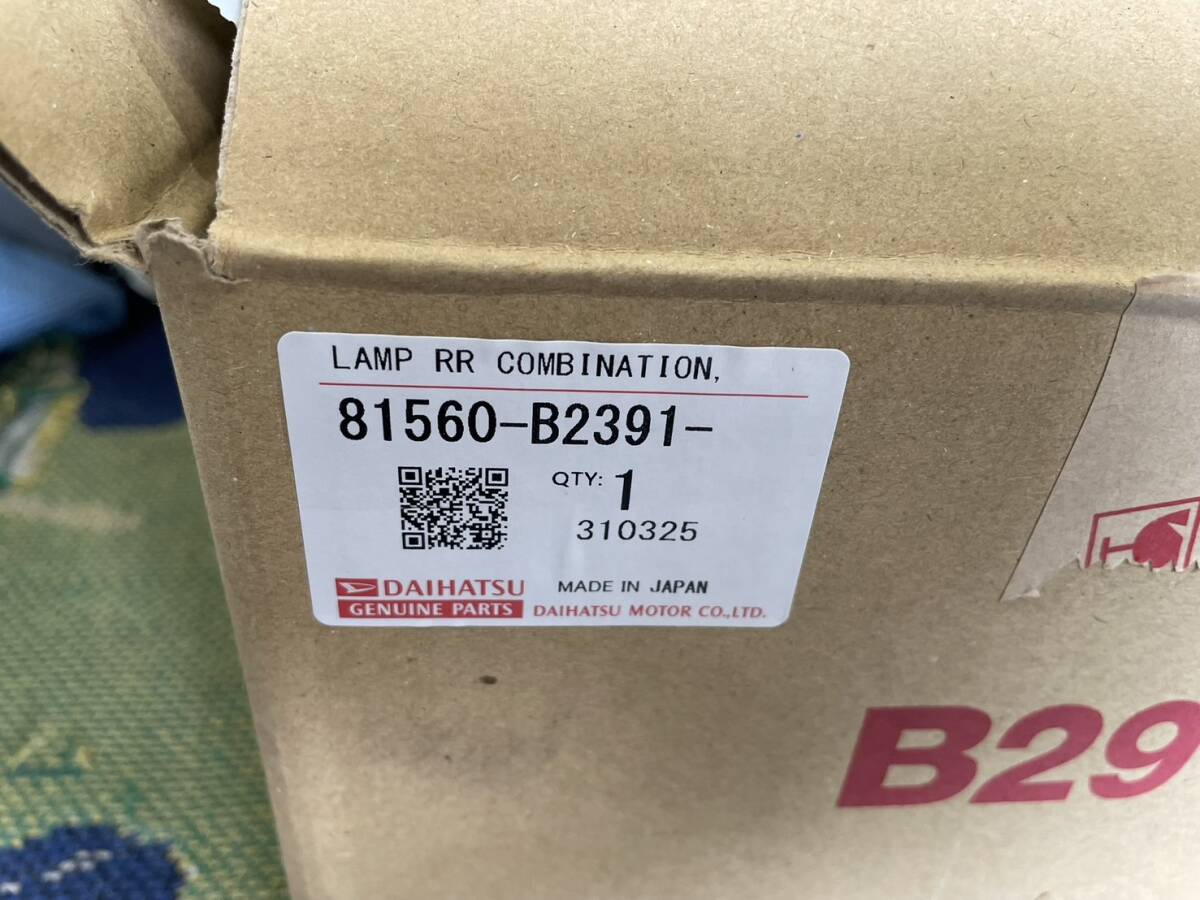 LAMP RR COMBINATION,
81560-B2391-
QTY: 1
310325
DAIHATSU MADE IN JAPAN
GENUINE PARTS DAIHATSU MOTOR CO.,LTD.
B29